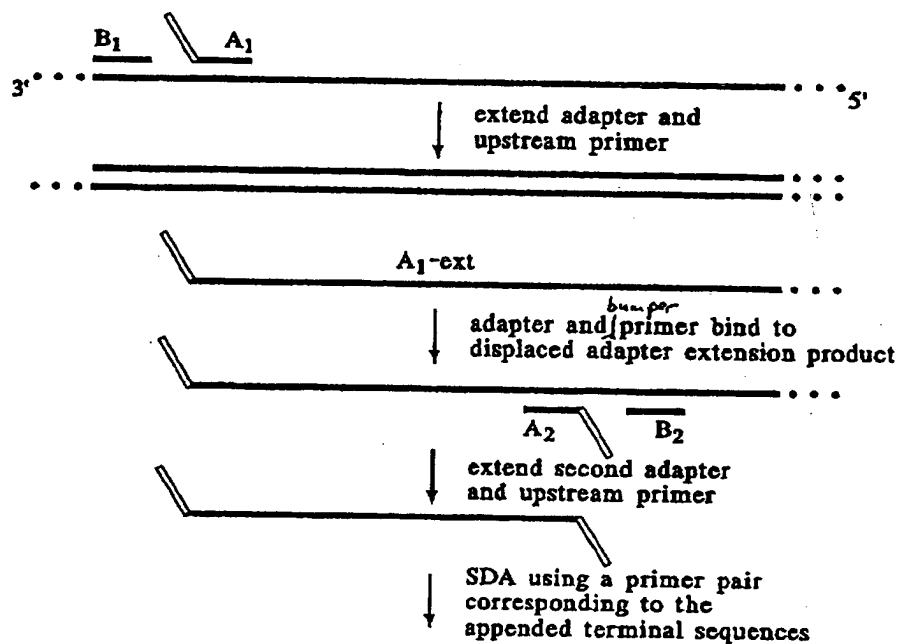 B₁ A₁
3' 5'
extend adapter and
upstream primer
A₁-ext
bumper
adapter and primer bind to
displaced adapter extension product
A₂ B₂
extend second adapter
and upstream primer
SDA using a primer pair
corresponding to the
appended terminal sequences